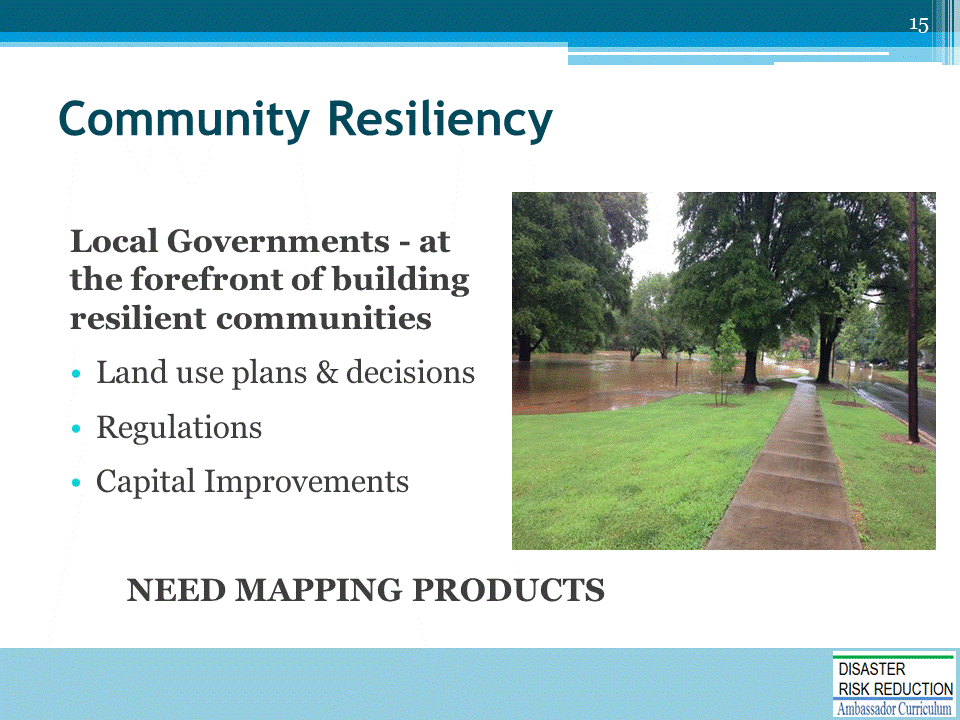 15
Community Resiliency
Local Governments - at
the forefront of building
resilient communities
• Land use plans & decisions
• Regulations
• Capital Improvements
NEED MAPPING PRODUCTS
DISASTER
RISK REDUCTION
Ambassador Curriculum